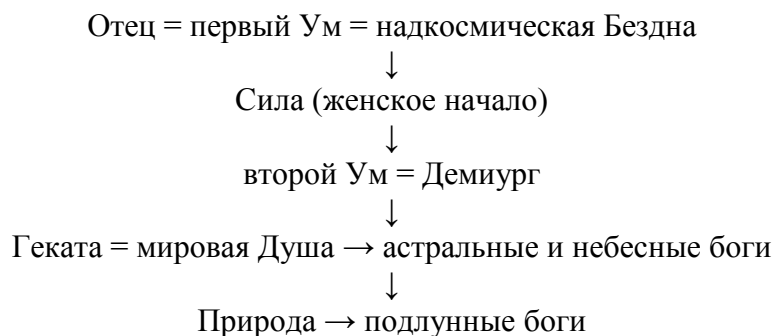 Отец = первый Ум = надкосмическая Бездна
↓
Сила (женское начало)
↓
второй Ум = Демиург
↓
Геката = мировая Душа → астральные и небесные боги
↓
Природа → подлунные боги